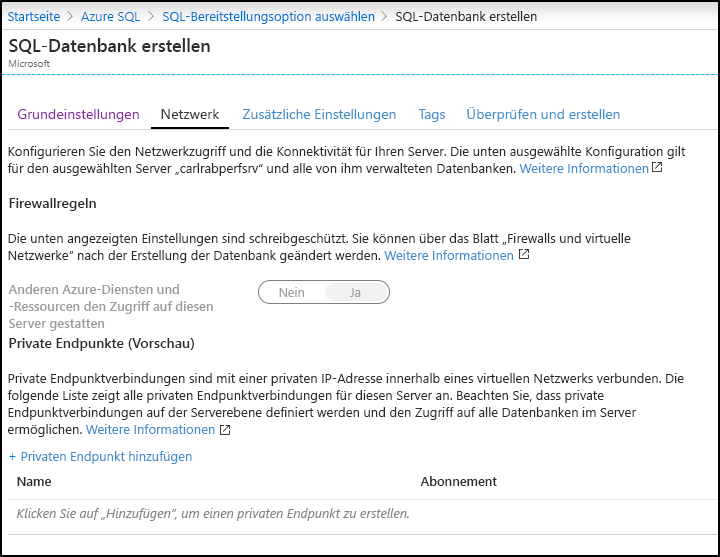 Startseite > Azure SQL > SQL-Bereitstellungsoption auswählen > SQL-Datenbank erstellen
SQL-Datenbank erstellen
Microsoft
Grundeinstellungen Netzwerk Zusätzliche Einstellungen Tags Überprüfen und erstellen
Konfigurieren Sie den Netzwerkzugriff und die Konnektivität für Ihren Server. Die unten ausgewählte Konfiguration gilt
für den ausgewählten Server „carlrabperfsrv“ und alle von ihm verwalteten Datenbanken. Weitere Informationen
Firewallregeln
Die unten angezeigten Einstellungen sind schreibgeschützt. Sie können über das Blatt „Firewalls und virtuelle
Netzwerke“ nach der Erstellung der Datenbank geändert werden. Weitere Informationen
Anderen Azure-Diensten und
-Ressourcen den Zugriff auf diesen
Server gestatten
Nein Ja
Private Endpunkte (Vorschau)
Private Endpunktverbindungen sind mit einer privaten IP-Adresse innerhalb eines virtuellen Netzwerks verbunden. Die
folgende Liste zeigt alle privaten Endpunktverbindungen für diesen Server an. Beachten Sie, dass private
Endpunktverbindungen auf der Serverebene definiert werden und den Zugriff auf alle Datenbanken im Server
ermöglichen. Weitere Informationen
+ Privaten Endpunkt hinzufügen
Name Abonnement
Klicken Sie auf „Hinzufügen“, um einen privaten Endpunkt zu erstellen.